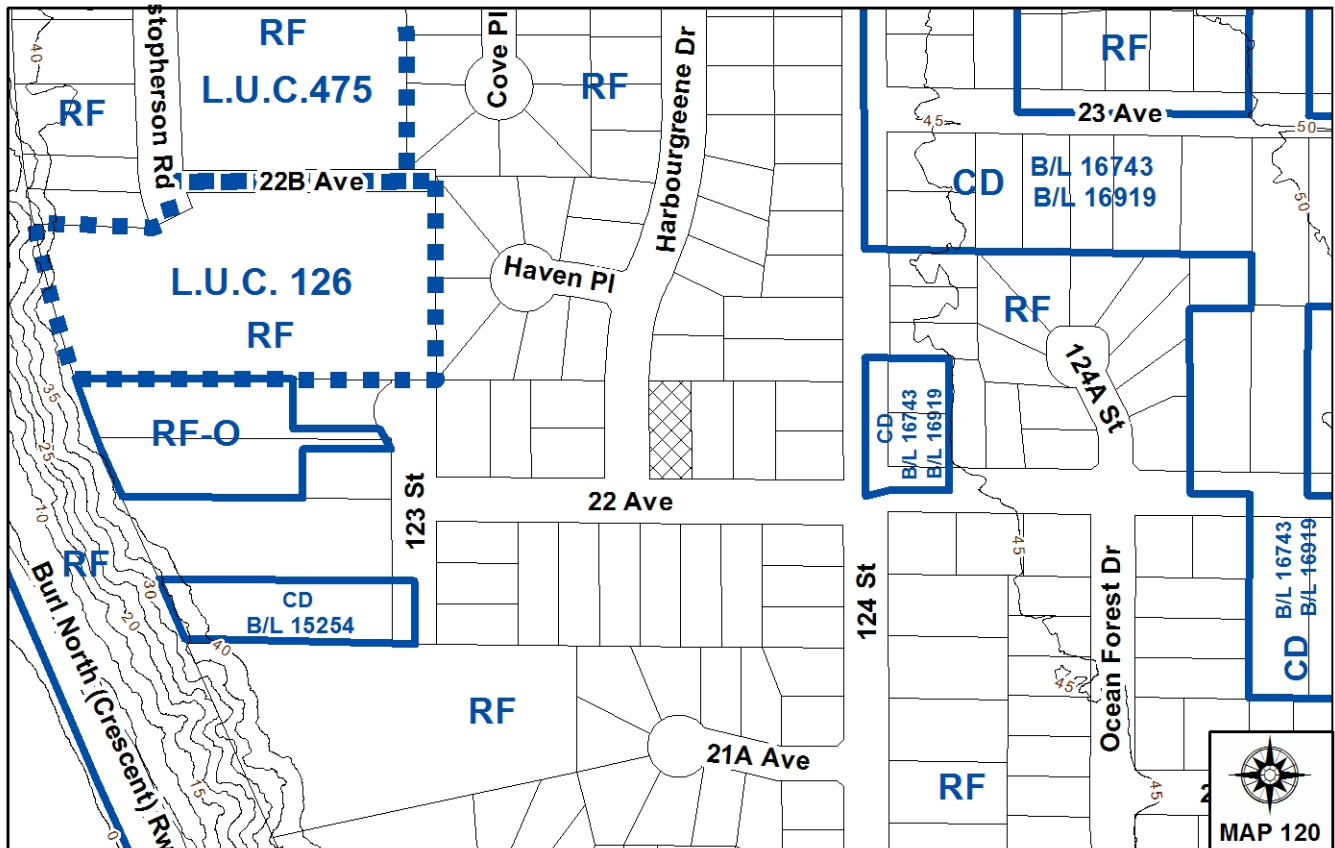 RF
L.U.C.475
stopherson Rd
RF
40
Cove Pl
RF
Harbourgreene Dr
RF
23 Ave
45
50
CD
B/L 16743
B/L 16919
50
22B Ave
L.U.C. 126
RF
Haven Pl
RF
124A St
35
RF-O
25
10
CD
B/L 16743
B/L 16919
123 St
22 Ave
45
RF
30
20
CD
B/L 15254
40
124 St
Ocean Forest Dr
45
B/L 16743
B/L 16919
CD
Burl North (Crescent) Rw
RF
21A Ave
RF
15
0
45
2
MAP 120